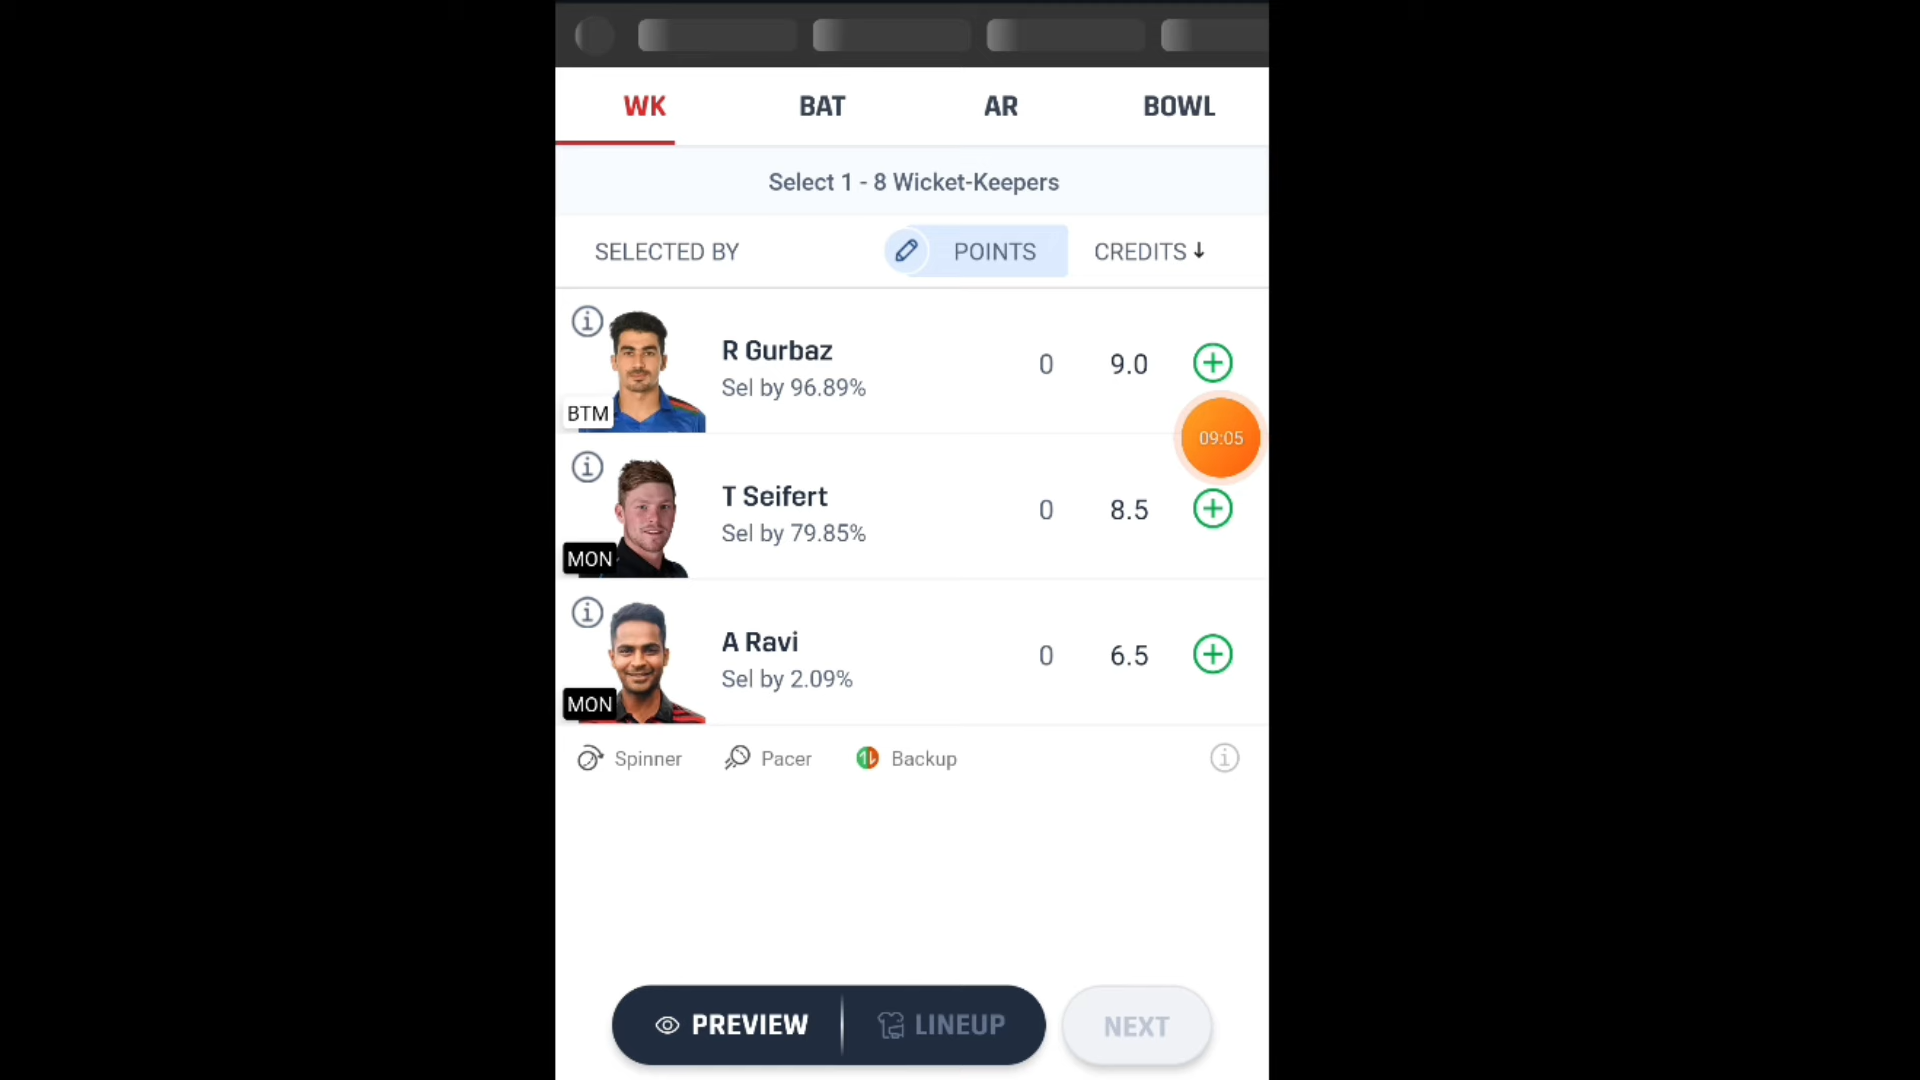 WK BAT AR BOWL
Select 1 - 8 Wicket-Keepers
SELECTED BY POINTS CREDITS ↓
R Gurbaz
Sel by 96.89%
0 9.0
BTM
09:05
T Seifert
Sel by 79.85%
0 8.5
MON
A Ravi
Sel by 2.09%
0 6.5
MON
Spinner Pacer Backup
PREVIEW LINEUP NEXT